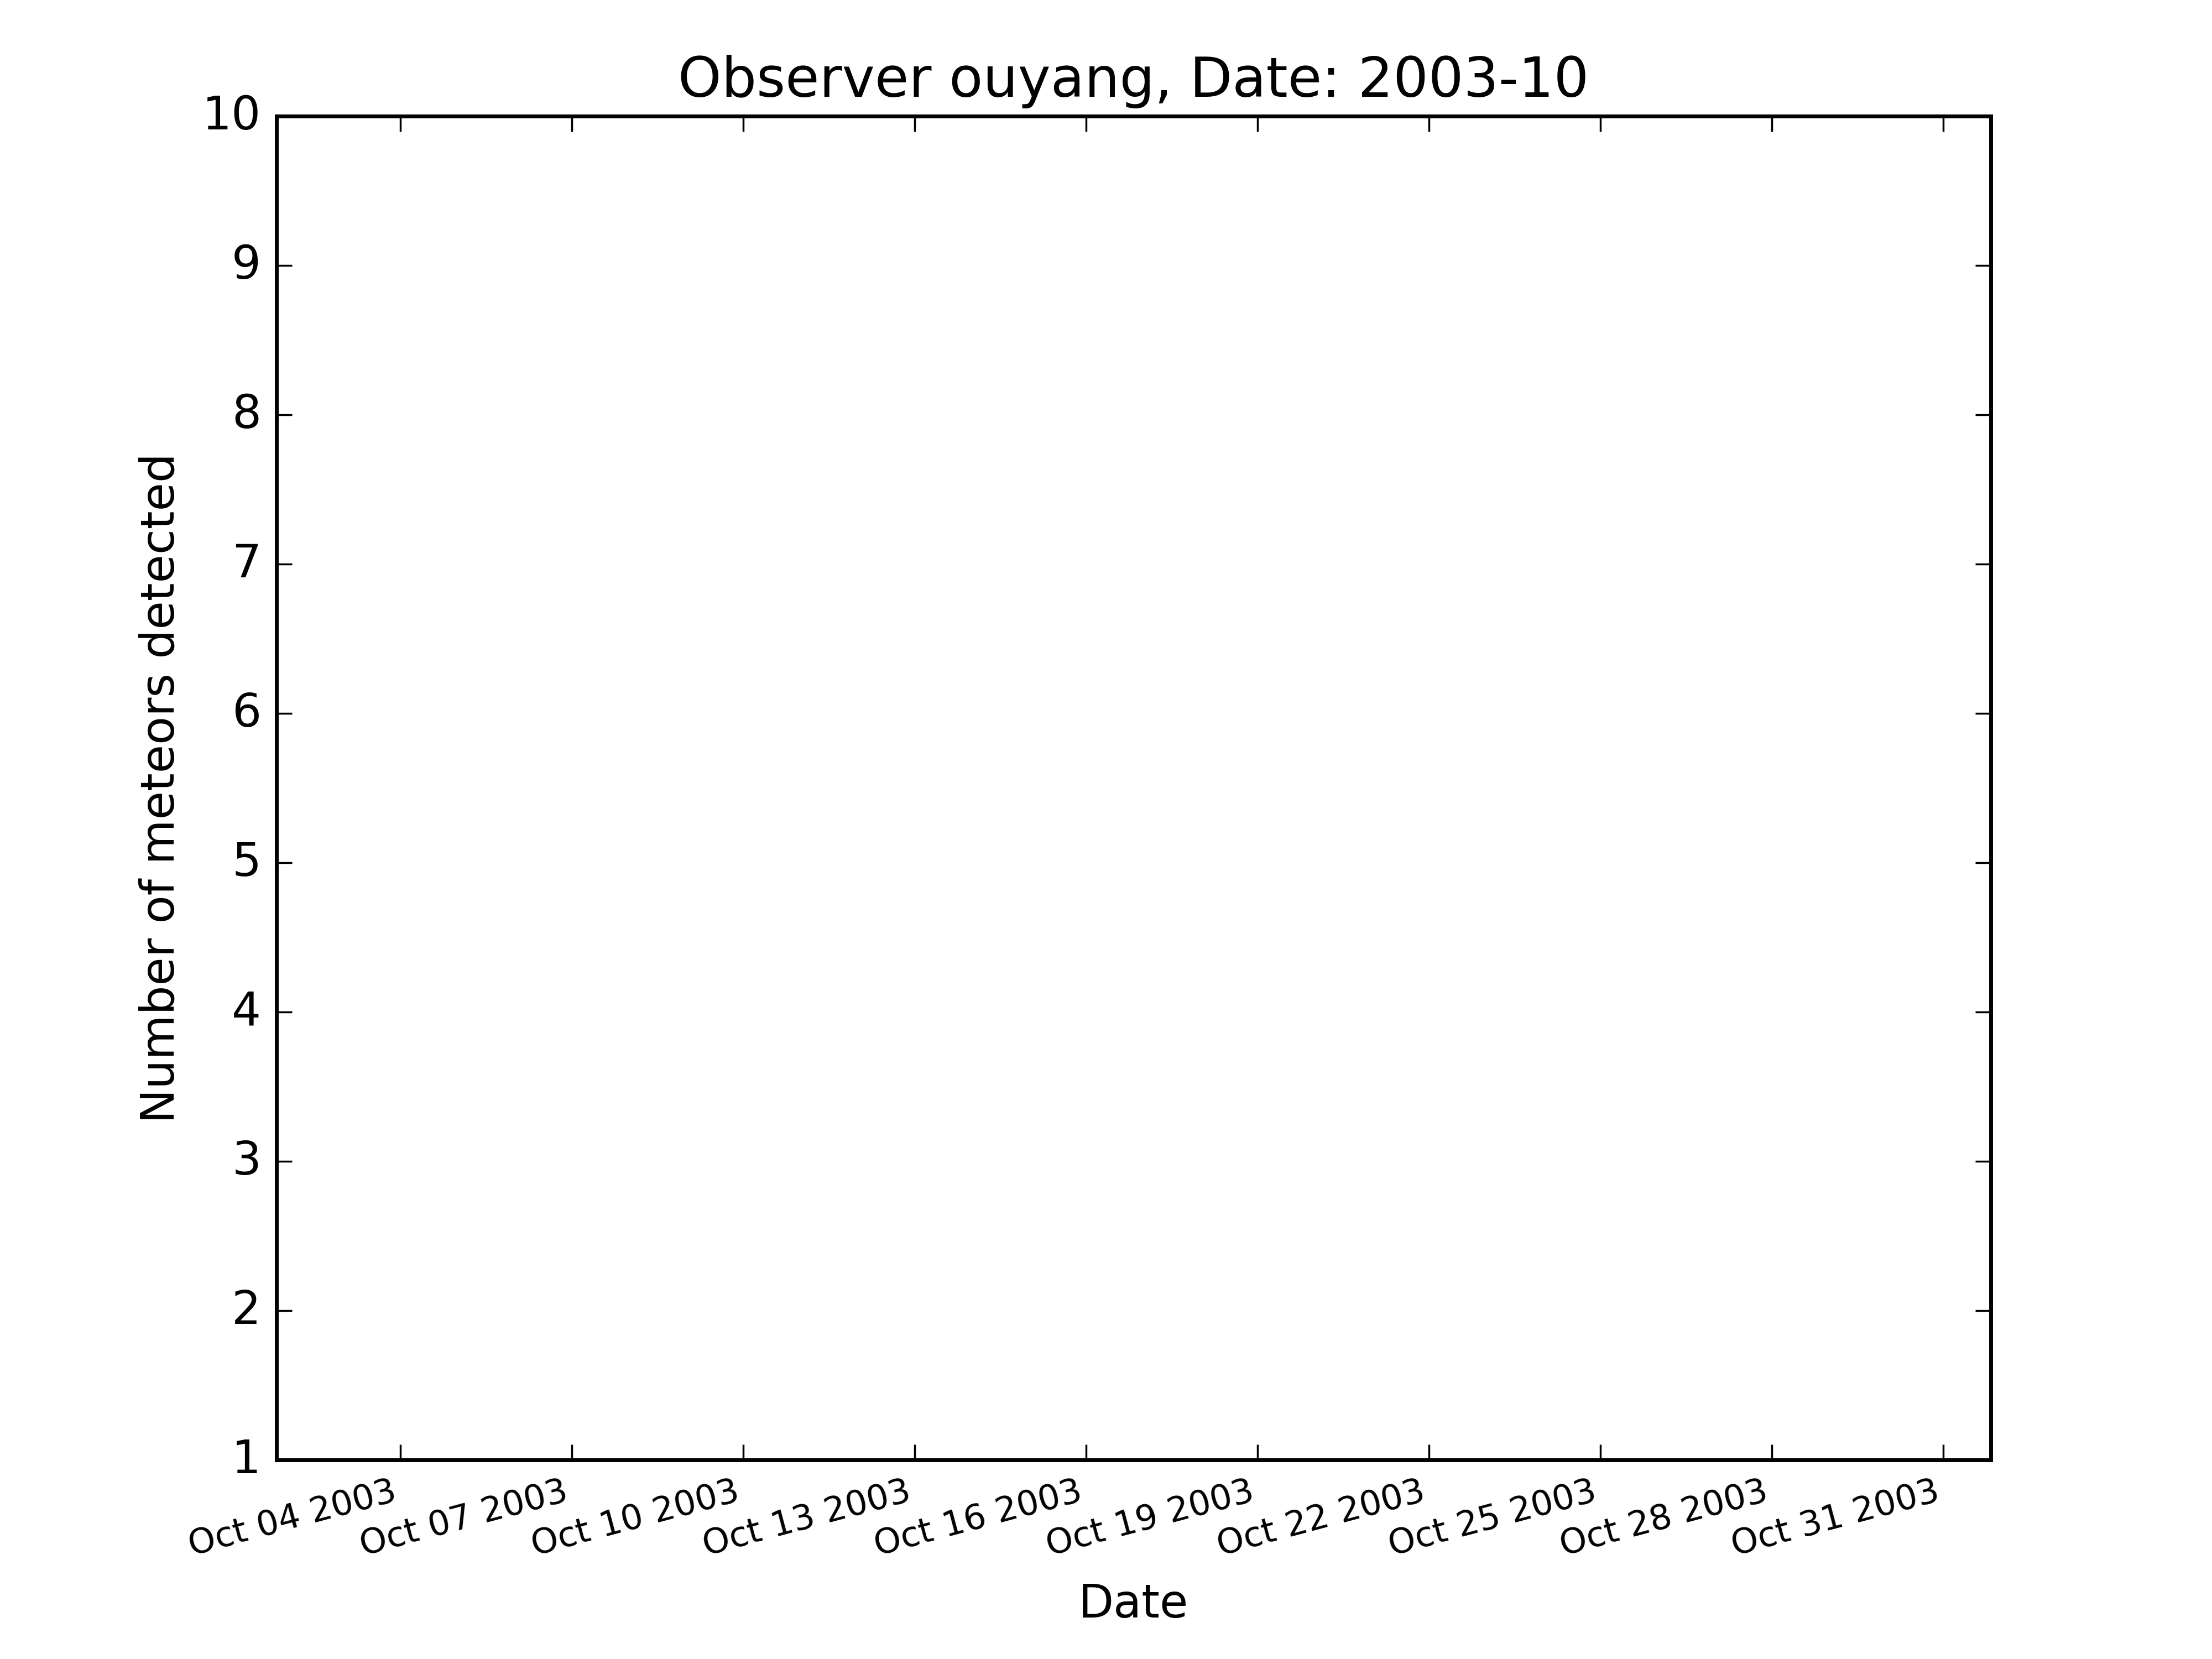 Observer ouyang, Date: 2003-10
10
9
8
7
6
5
4
3
2
1
Number of meteors detected
Oct 04 2003
Oct 07 2003
Oct 10 2003
Oct 13 2003
Oct 16 2003
Oct 19 2003
Oct 22 2003
Oct 25 2003
Oct 28 2003
Oct 31 2003
Date